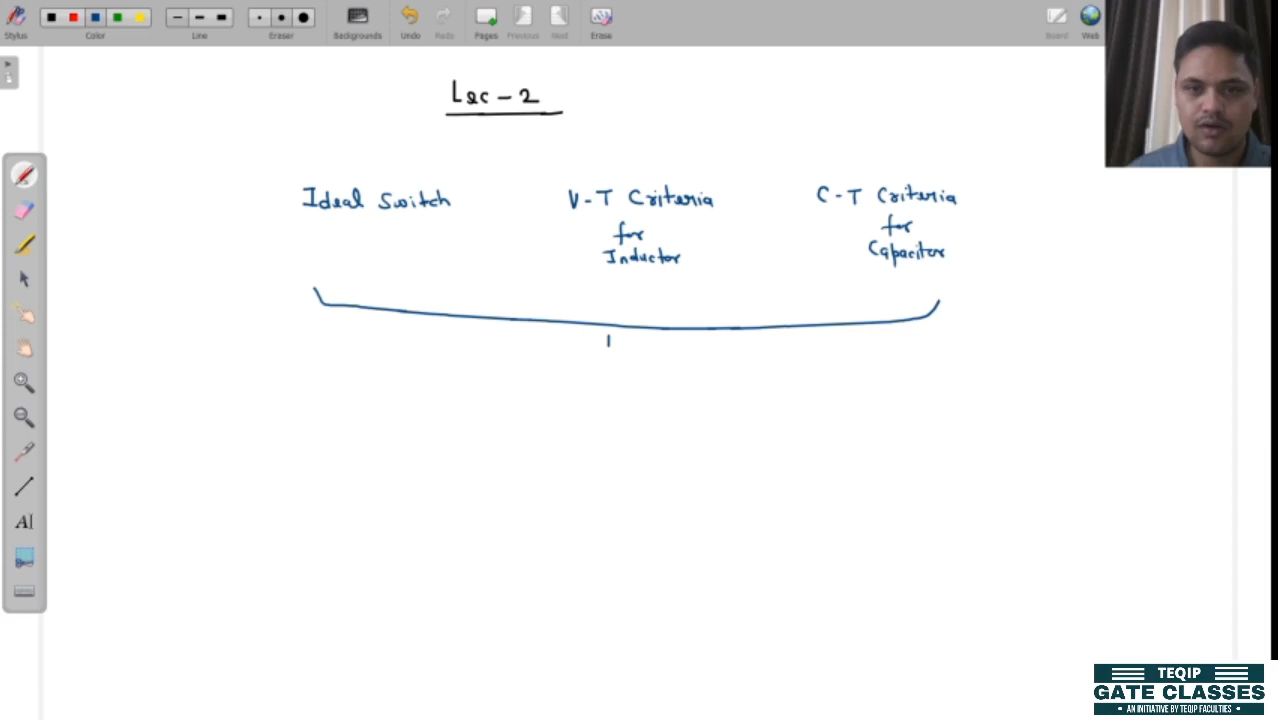 Stylus
Color
Line
Eraser
Backgrounds
Undo
Redo
Pages
Previous
Next
Erase
Board
Web
Lec - 2
Ideal Switch
V-T Criteria
for
Inductor
C-T Criteria
for
Capacitor
TEQIP
GATE CLASSES
• AN INITIATIVE BY TEQIP FACULTIES •